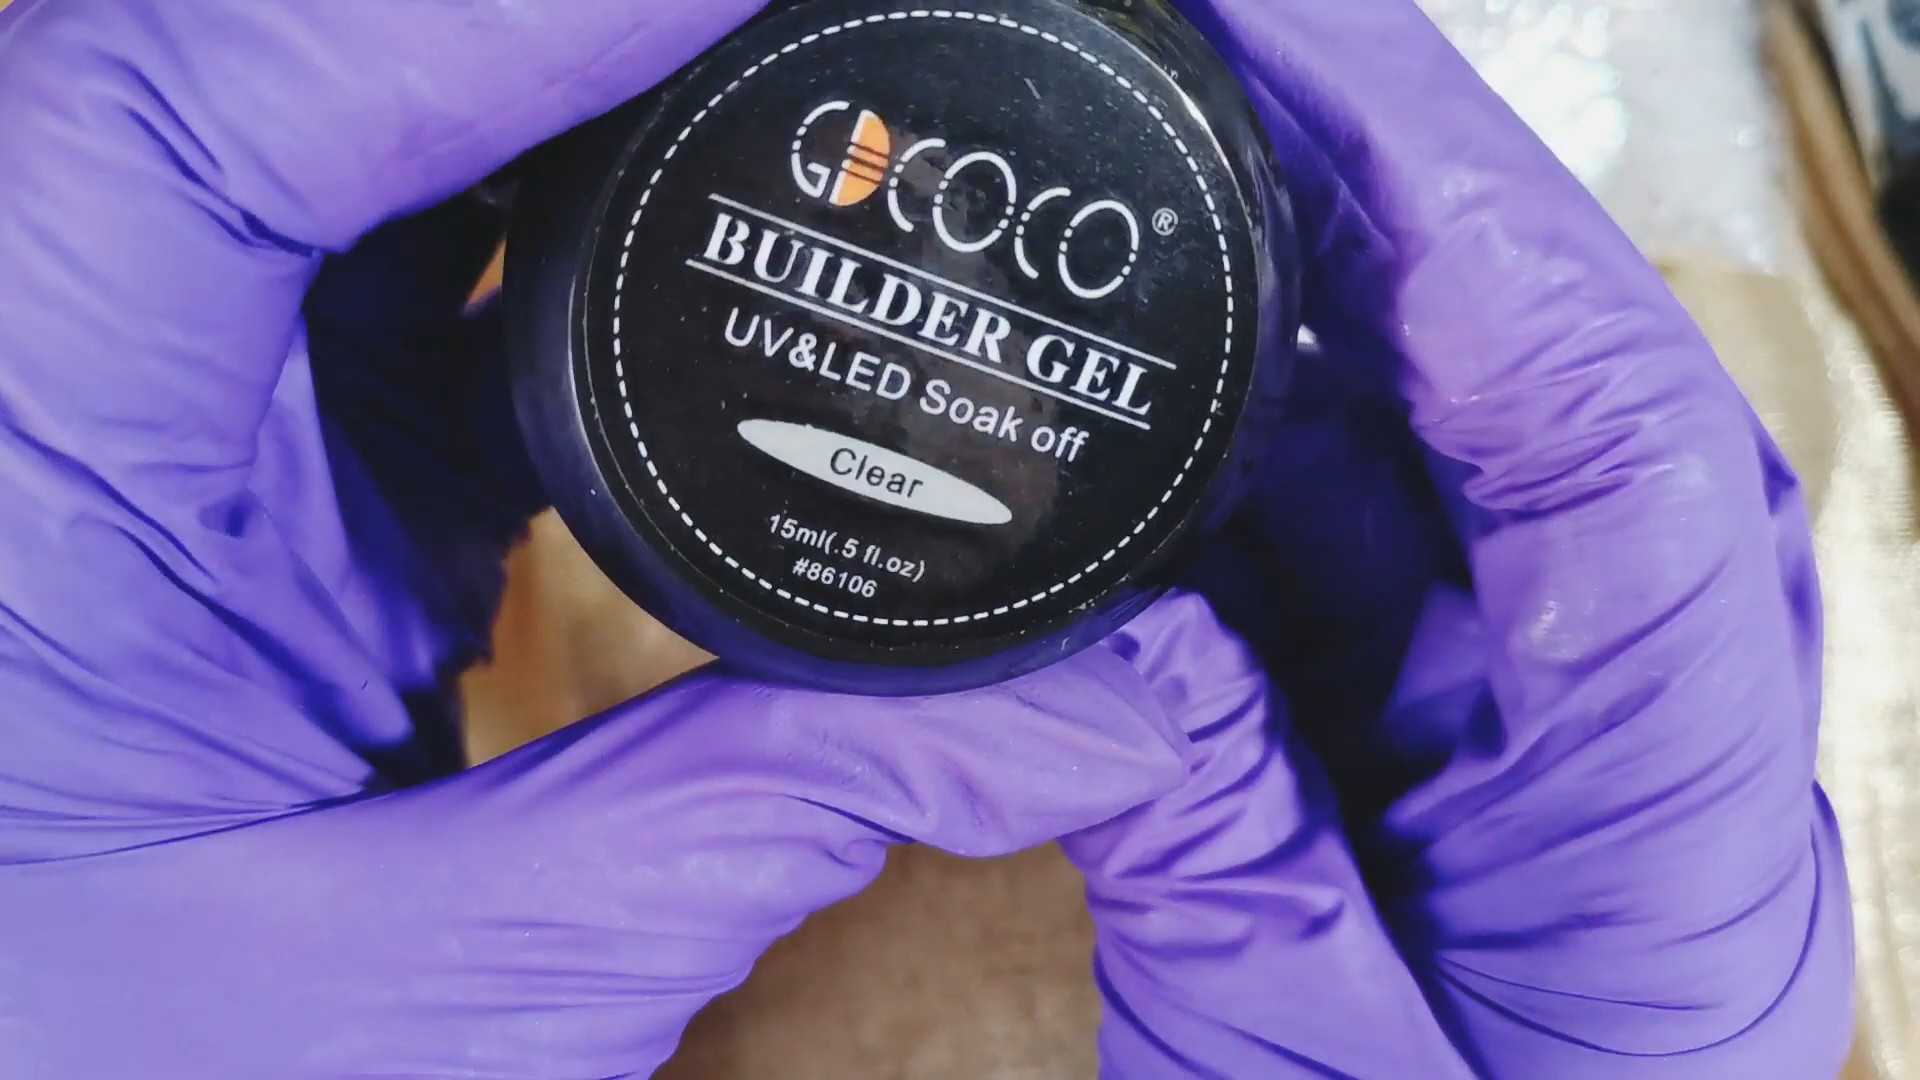 GDCOCO®
BUILDER GEL
UV&LED Soak off
Clear
15ml(.5 fl.oz)
#86106